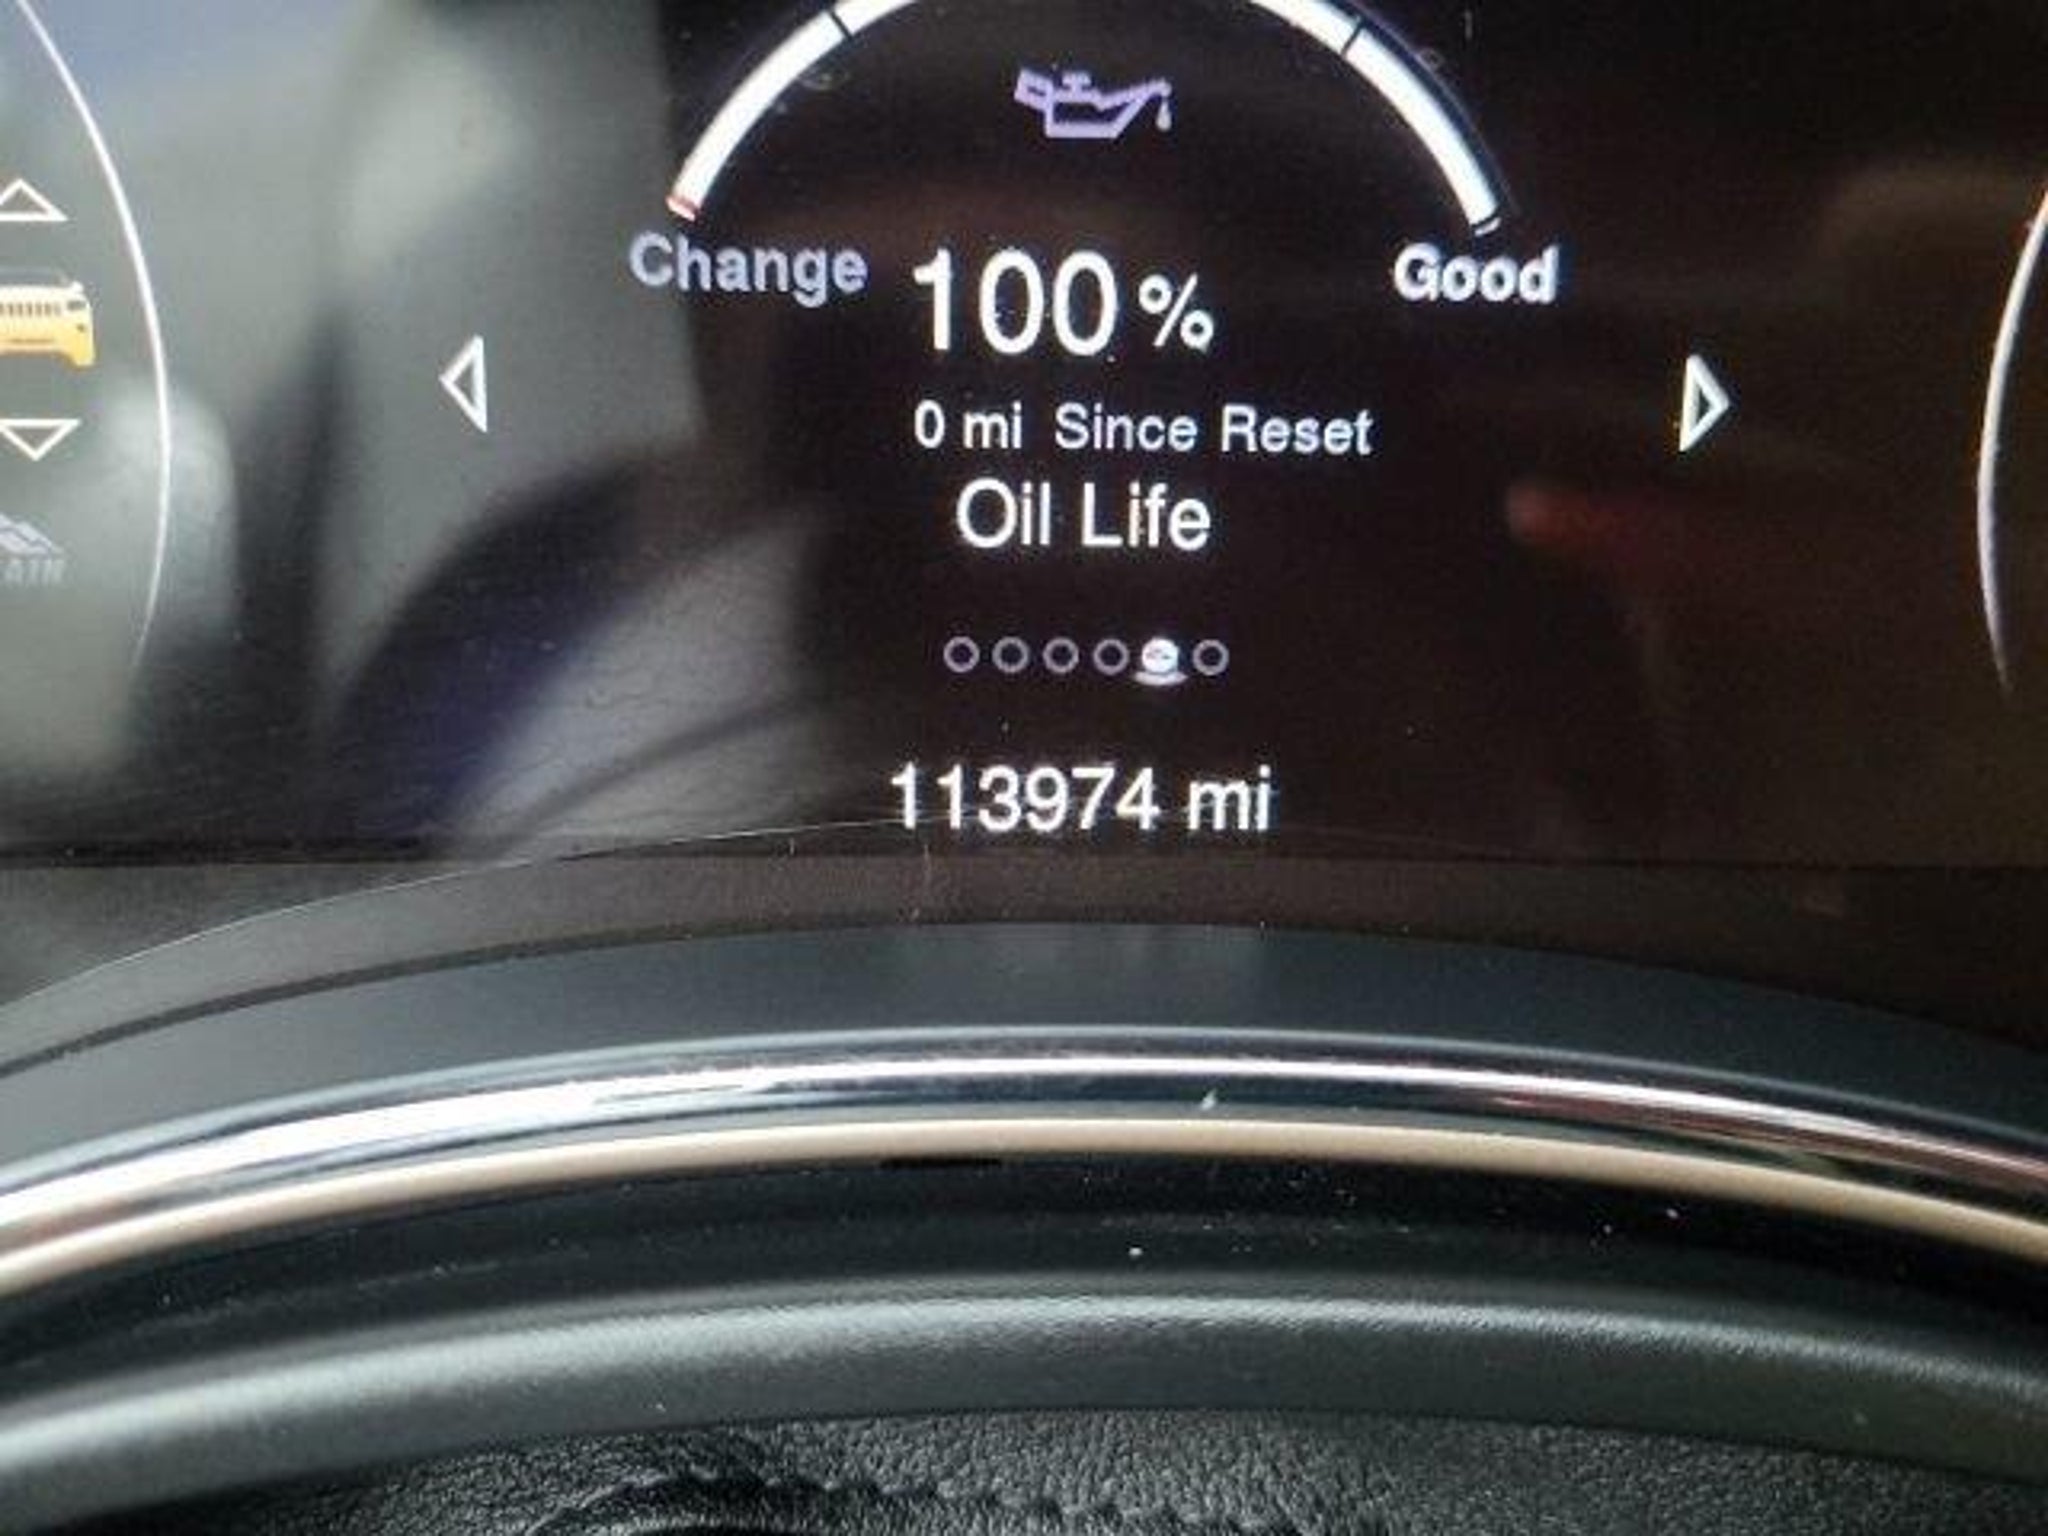 Change 100% Good
0 mi Since Reset
Oil Life
113974 mi